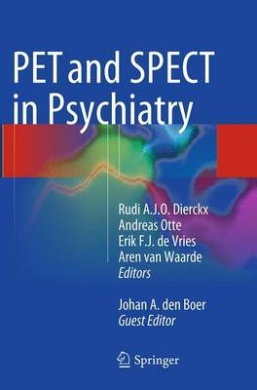 PET and SPECT
in Psychiatry
Rudi A.J.O. Dierckx
Andreas Otte
Erik F.J. de Vries
Aren van Waarde
Editors
Johan A. den Boer
Guest Editor
Springer